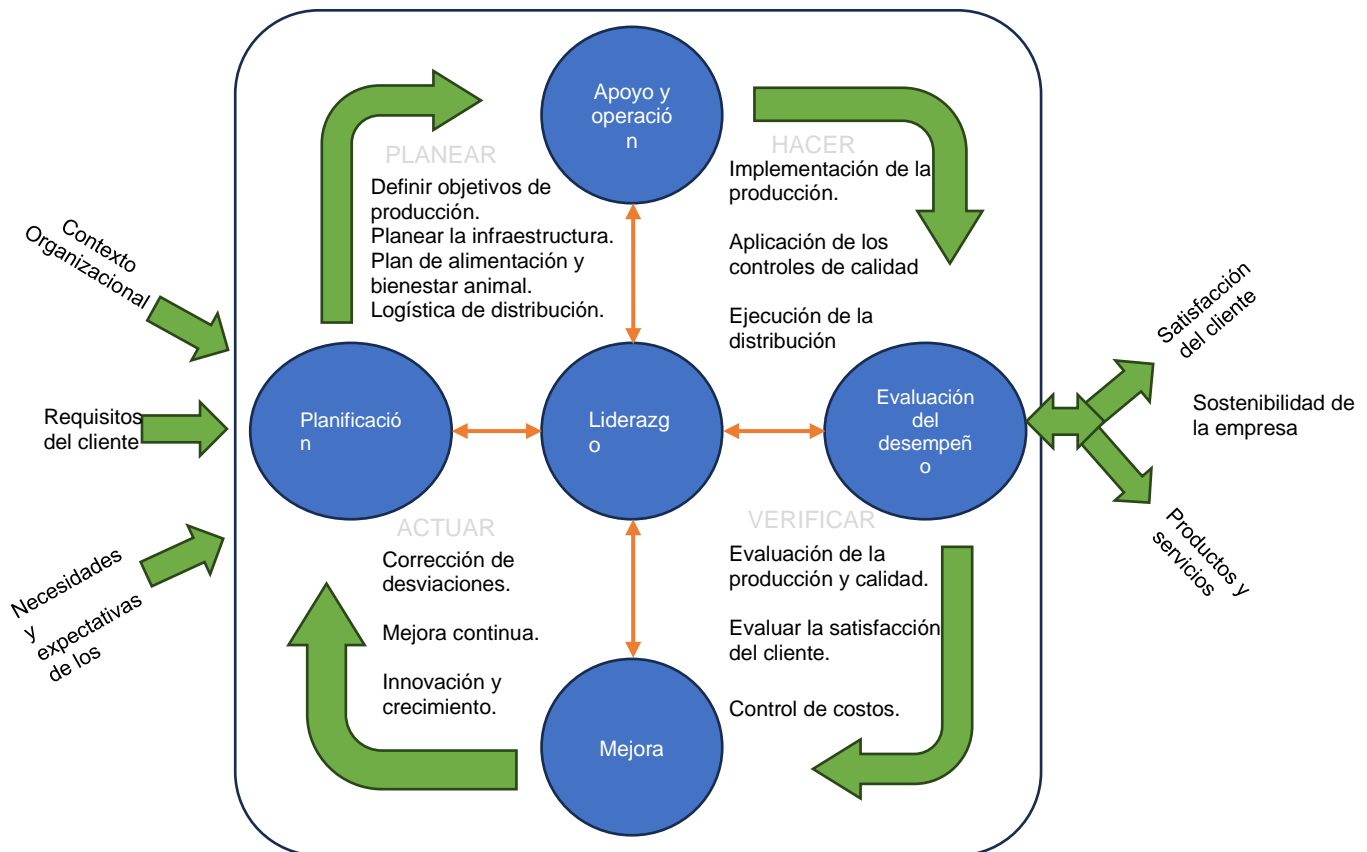 Apoyo y
operació
n
PLANEAR
Definir objetivos de
producción.
Planear la infraestructura.
Plan de alimentación y
bienestar animal.
Logística de distribución.
HACER
Implementación de la
producción.
Aplicación de los
controles de calidad
Ejecución de la
distribución
Contexto
Organizacional
Requisitos
del cliente
Necesidades
y
expectativas
de los
Planificació
n
Liderazg
o
Evaluación
del
desempeñ
o
Satisfacción
del cliente
Sostenibilidad de
la empresa
Productos y
servicios
ACTUAR
Corrección de
desviaciones.
Mejora continua.
Innovación y
crecimiento.
VERIFICAR
Evaluación de la
producción y calidad.
Evaluar la satisfacción
del cliente.
Control de costos.
Mejora